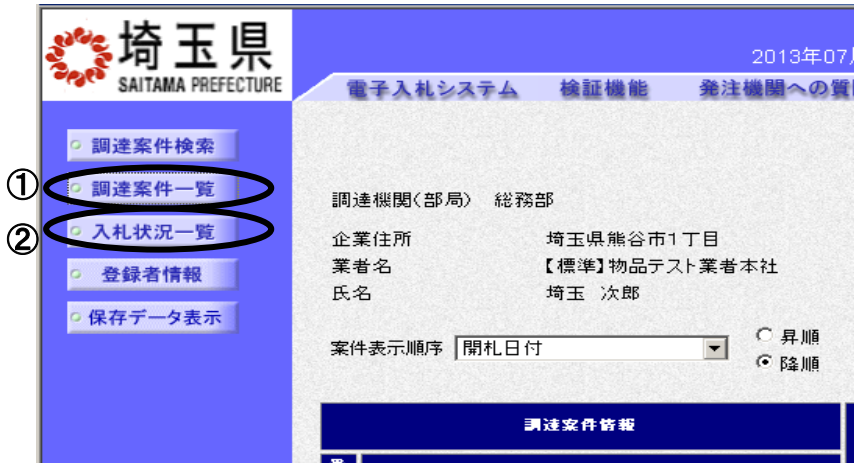 埼玉県
SAITAMA PREFECTURE
2013年07
電子入札システム 検証機能 発注機関への質
調達案件検索
① 調達案件一覧
② 入札状況一覧
登録者情報
保存データ表示
調達機関(部局) 総務部
企業住所 埼玉県熊谷市1丁目
業者名 【標準】物品テスト業者本社
氏名 埼玉 次郎
案件表示順序 開札日付
昇順
降順
調達案件情報